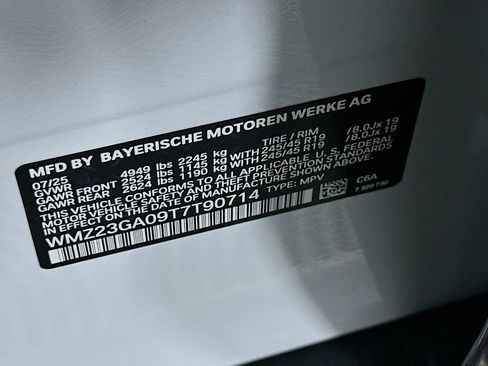 MFD BY BAYERISCHE MOTOREN WERKE AG
07/25 TIRE / RIM
GVWR 4949 lbs 2245 kg
GAWR FRONT 2524 lbs 1145 kg WITH 245/45 R19 /8.0Jx 19
GAWR REAR 2624 lbs 1190 kg WITH 245/45 R19 /8.0Jx 19
THIS VEHICLE CONFORMS TO ALL APPLICABLE U.S. FEDERAL
MOTOR VEHICLE SAFETY AND THEFT PREVENTION STANDARDS
IN EFFECT ON THE DATE OF MANUFACTURE SHOWN ABOVE.
WMZ23GA09T7T90714 TYPE: MPV C6A
7 320 730